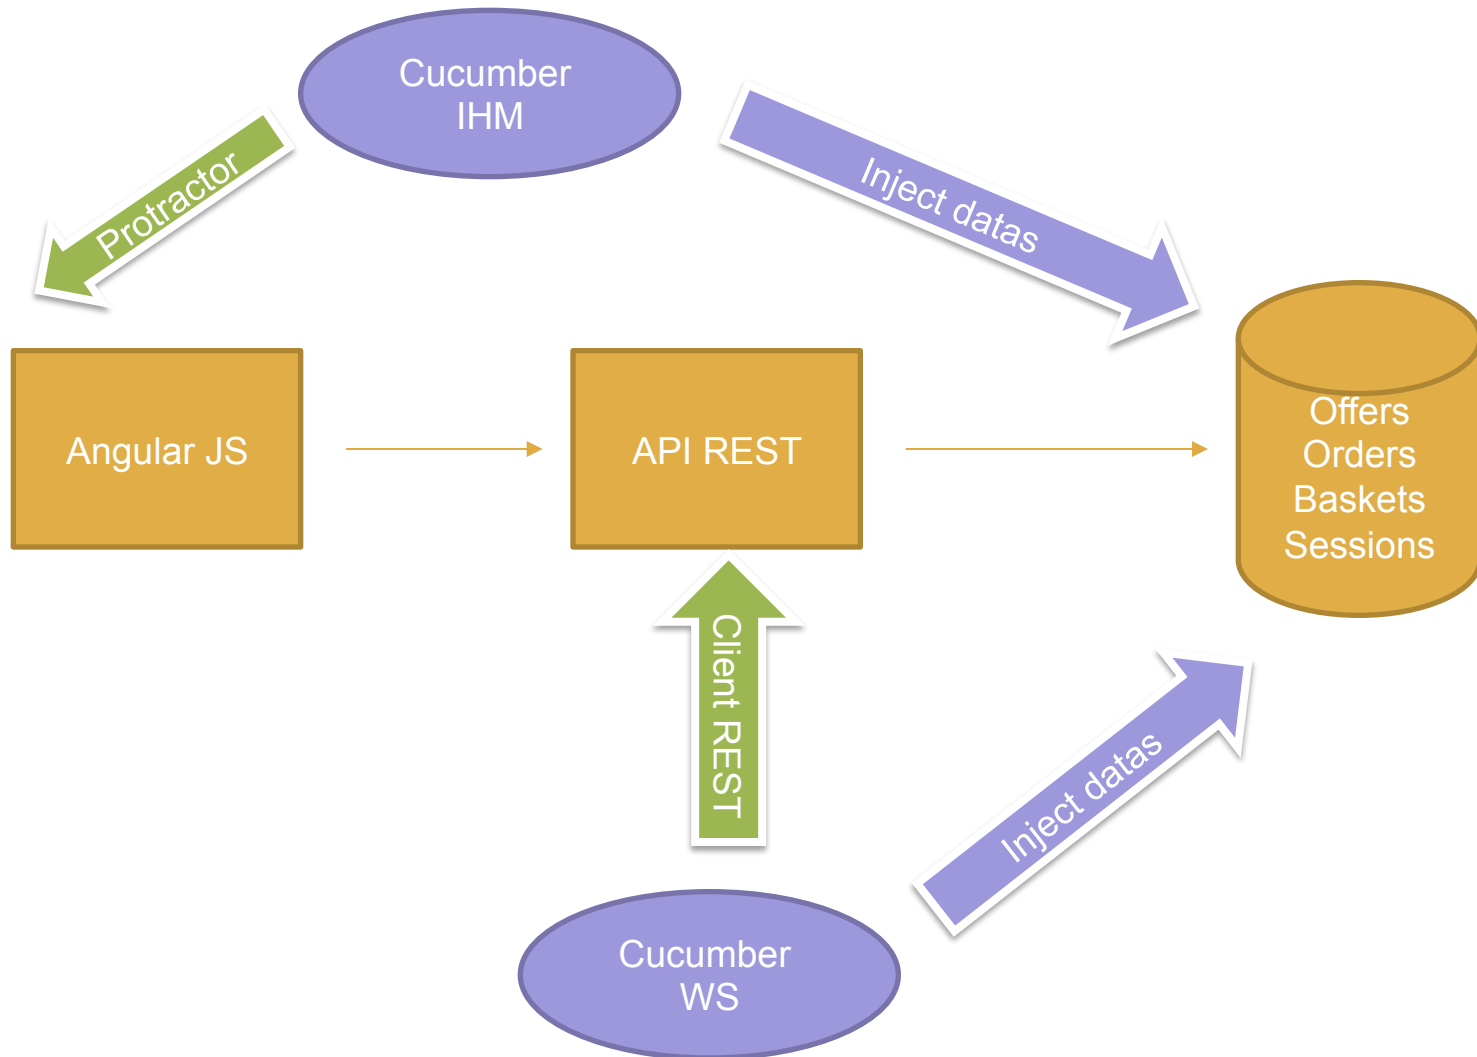 Cucumber
IHM
Protractor
Inject datas
Angular JS
API REST
Offers
Orders
Baskets
Sessions
Client REST
Inject datas
Cucumber
WS